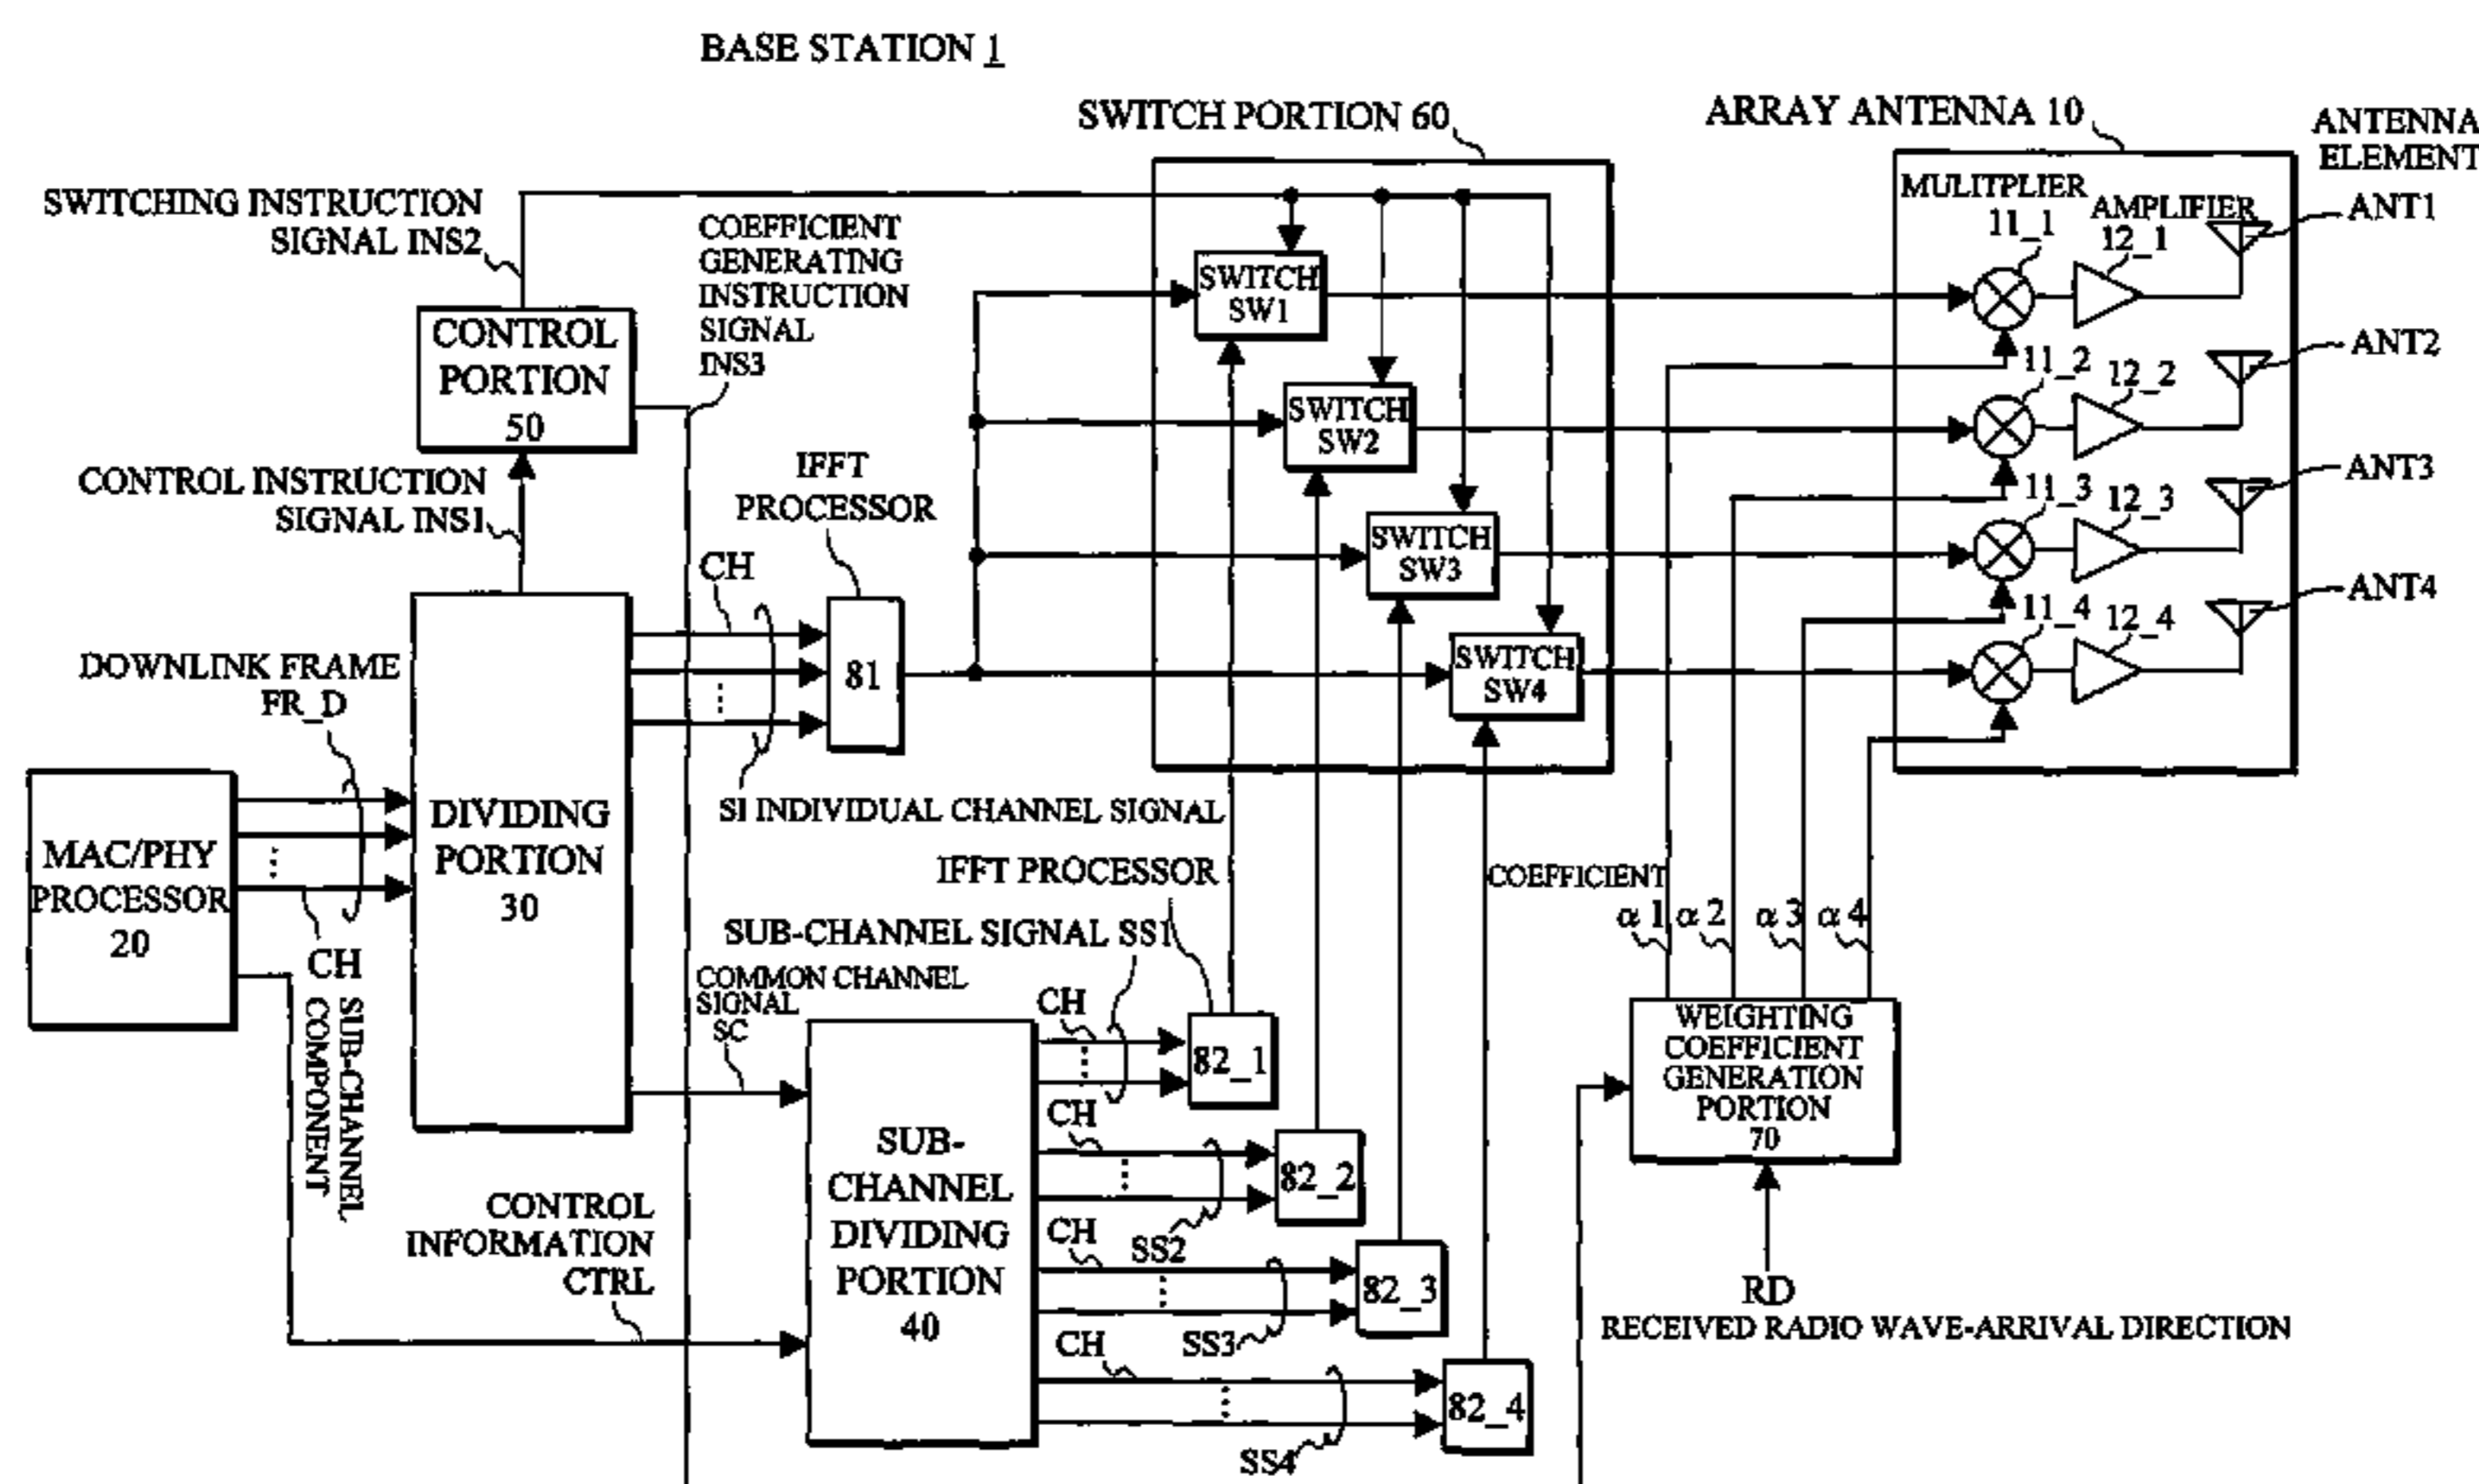 BASE STATION 1
SWITCH PORTION 60
ARRAY ANTENNA 10
ANTENNA
ELEMENT
SWITCHING INSTRUCTION
SIGNAL INS2
COEFFICIENT
GENERATING
INSTRUCTION
SIGNAL
INS3
MULITPLIER
11_1
AMPLIFIER
12_1
ANT1
SWITCH
SW1
CONTROL
PORTION
50
11_2
12_2
ANT2
SWITCH
SW2
CONTROL INSTRUCTION
SIGNAL INS1
IFFT
PROCESSOR
11_3
12_3
ANT3
SWITCH
SW3
CH
11_4
12_4
ANT4
SWITCH
SW4
DOWNLINK FRAME
FR_D
81
SI INDIVIDUAL CHANNEL SIGNAL
MAC/PHY
PROCESSOR
20
DIVIDING
PORTION
30
CH
SUB-CHANNEL
COMPONENT
IFFT PROCESSOR
COEFFICIENT
α1
α2
α3
α4
SUB-CHANNEL SIGNAL SS1
COMMON CHANNEL
SIGNAL
SC
CH
82_1
WEIGHTING
COEFFICIENT
GENERATION
PORTION
70
CH
82_2
SS2
SUB-
CHANNEL
DIVIDING
PORTION
40
CONTROL
INFORMATION
CTRL
CH
82_3
SS3
RD
RECEIVED RADIO WAVE-ARRIVAL DIRECTION
CH
82_4
SS4